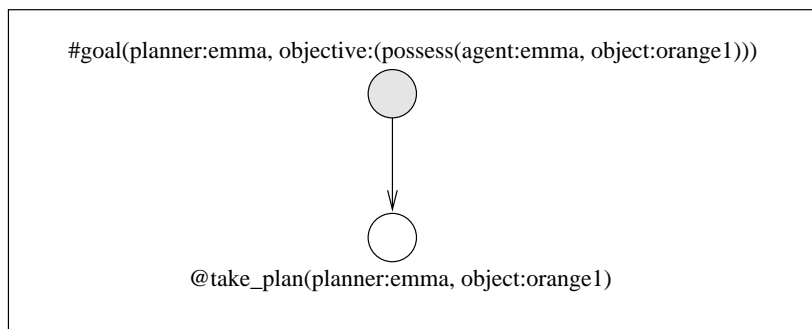 #goal(planner:emma, objective:(possess(agent:emma, object:orange1)))
@take_plan(planner:emma, object:orange1)